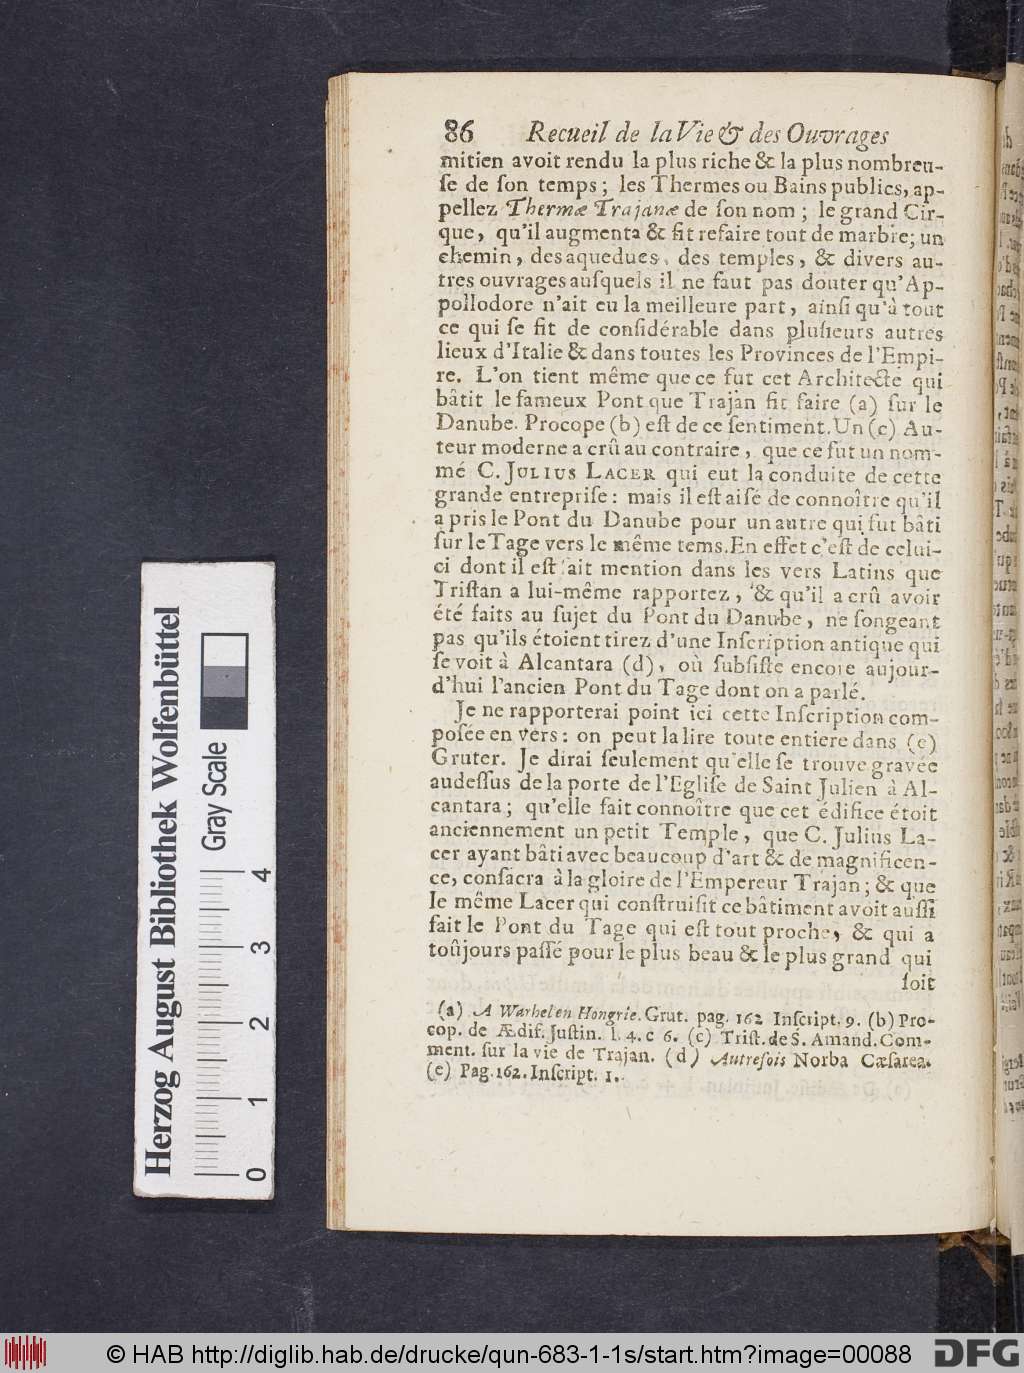 86 Recueil de la Vie & des Ouvrages
mitien avoit rendu la plus riche & la plus nombreu-
ſe de ſon temps; les Thermes ou Bains publics, ap-
pellez Thermæ Trajanæ de ſon nom; le grand Cir-
que, qu'il augmenta & fit refaire tout de marbre; un
chemin, des aqueducs, des temples, & divers au-
tres ouvrages auſquels il ne faut pas douter qu'Ap-
pollodore n'ait eu la meilleure part, ainſi qu'à tout
ce qui ſe fit de conſidérable dans pluſieurs autres
lieux d'Italie & dans toutes les Provinces de l'Empi-
re. L'on tient même que ce fut cet Architecte qui
bâtit le fameux Pont que Trajan fit faire (a) ſur le
Danube. Procope (b) eſt de ce ſentiment. Un (c) Au-
teur moderne a crû au contraire, que ce fut un nom-
mé C. JULIUS LACER qui eut la conduite de cette
grande entrepriſe: mais il eſt aiſé de connoître qu'il
a pris le Pont du Danube pour un autre qui fut bâti
ſur le Tage vers le même tems. En effet c'eſt de celui-
ci dont il eſt fait mention dans les vers Latins que
Triſtan a lui-même rapportez, & qu'il a crû avoir
été faits au ſujet du Pont du Danube, ne ſongeant
pas qu'ils étoient tirez d'une Inſcription antique qui
ſe voit à Alcantara (d), où ſubſiſte encore aujour-
d'hui l'ancien Pont du Tage dont on a parlé.
Je ne rapporterai point ici cette Inſcription com-
poſée en vers: on peut la lire toute entiere dans (e)
Gruter. Je dirai ſeulement qu'elle ſe trouve gravée
audeſſus de la porte de l'Egliſe de Saint Julien à Al-
cantara; qu'elle fait connoître que cet édifice étoit
anciennement un petit Temple, que C. Julius La-
cer ayant bâti avec beaucoup d'art & de magnificen-
ce, conſacra à la gloire de l'Empereur Trajan; & que
le même Lacer qui conſtruiſit ce bâtiment avoit auſſi
fait le Pont du Tage qui eſt tout proche, & qui a
toûjours paſſé pour le plus beau & le plus grand qui
ſoit
(a) A Warhel en Hongrie. Grut. pag. 162 Inſcript. 9. (b) Pro-
cop. de Ædif. Juſtin. l. 4. c 6. (c) Triſt. de S. Amand. Com-
ment. ſur la vie de Trajan. (d) Autrefois Norba Cæſarea.
(e) Pag. 162. Inſcript. 1.
Herzog August Bibliothek Wolfenbüttel
Gray Scale
0 1 2 3 4
© HAB http://diglib.hab.de/drucke/qun-683-1-1s/start.htm?image=00088
DFG